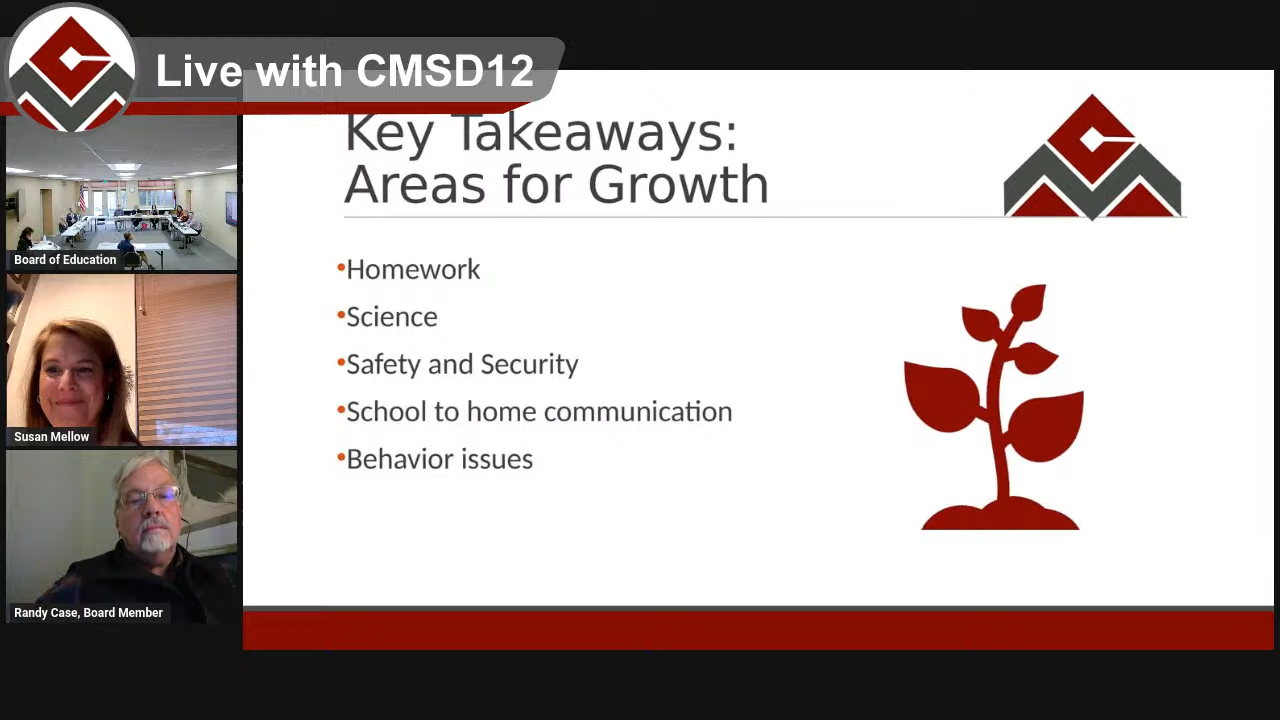 Live with CMSD12
Key Takeaways:
Areas for Growth
•Homework
•Science
•Safety and Security
•School to home communication
•Behavior issues
Board of Education
Susan Mellow
Randy Case, Board Member